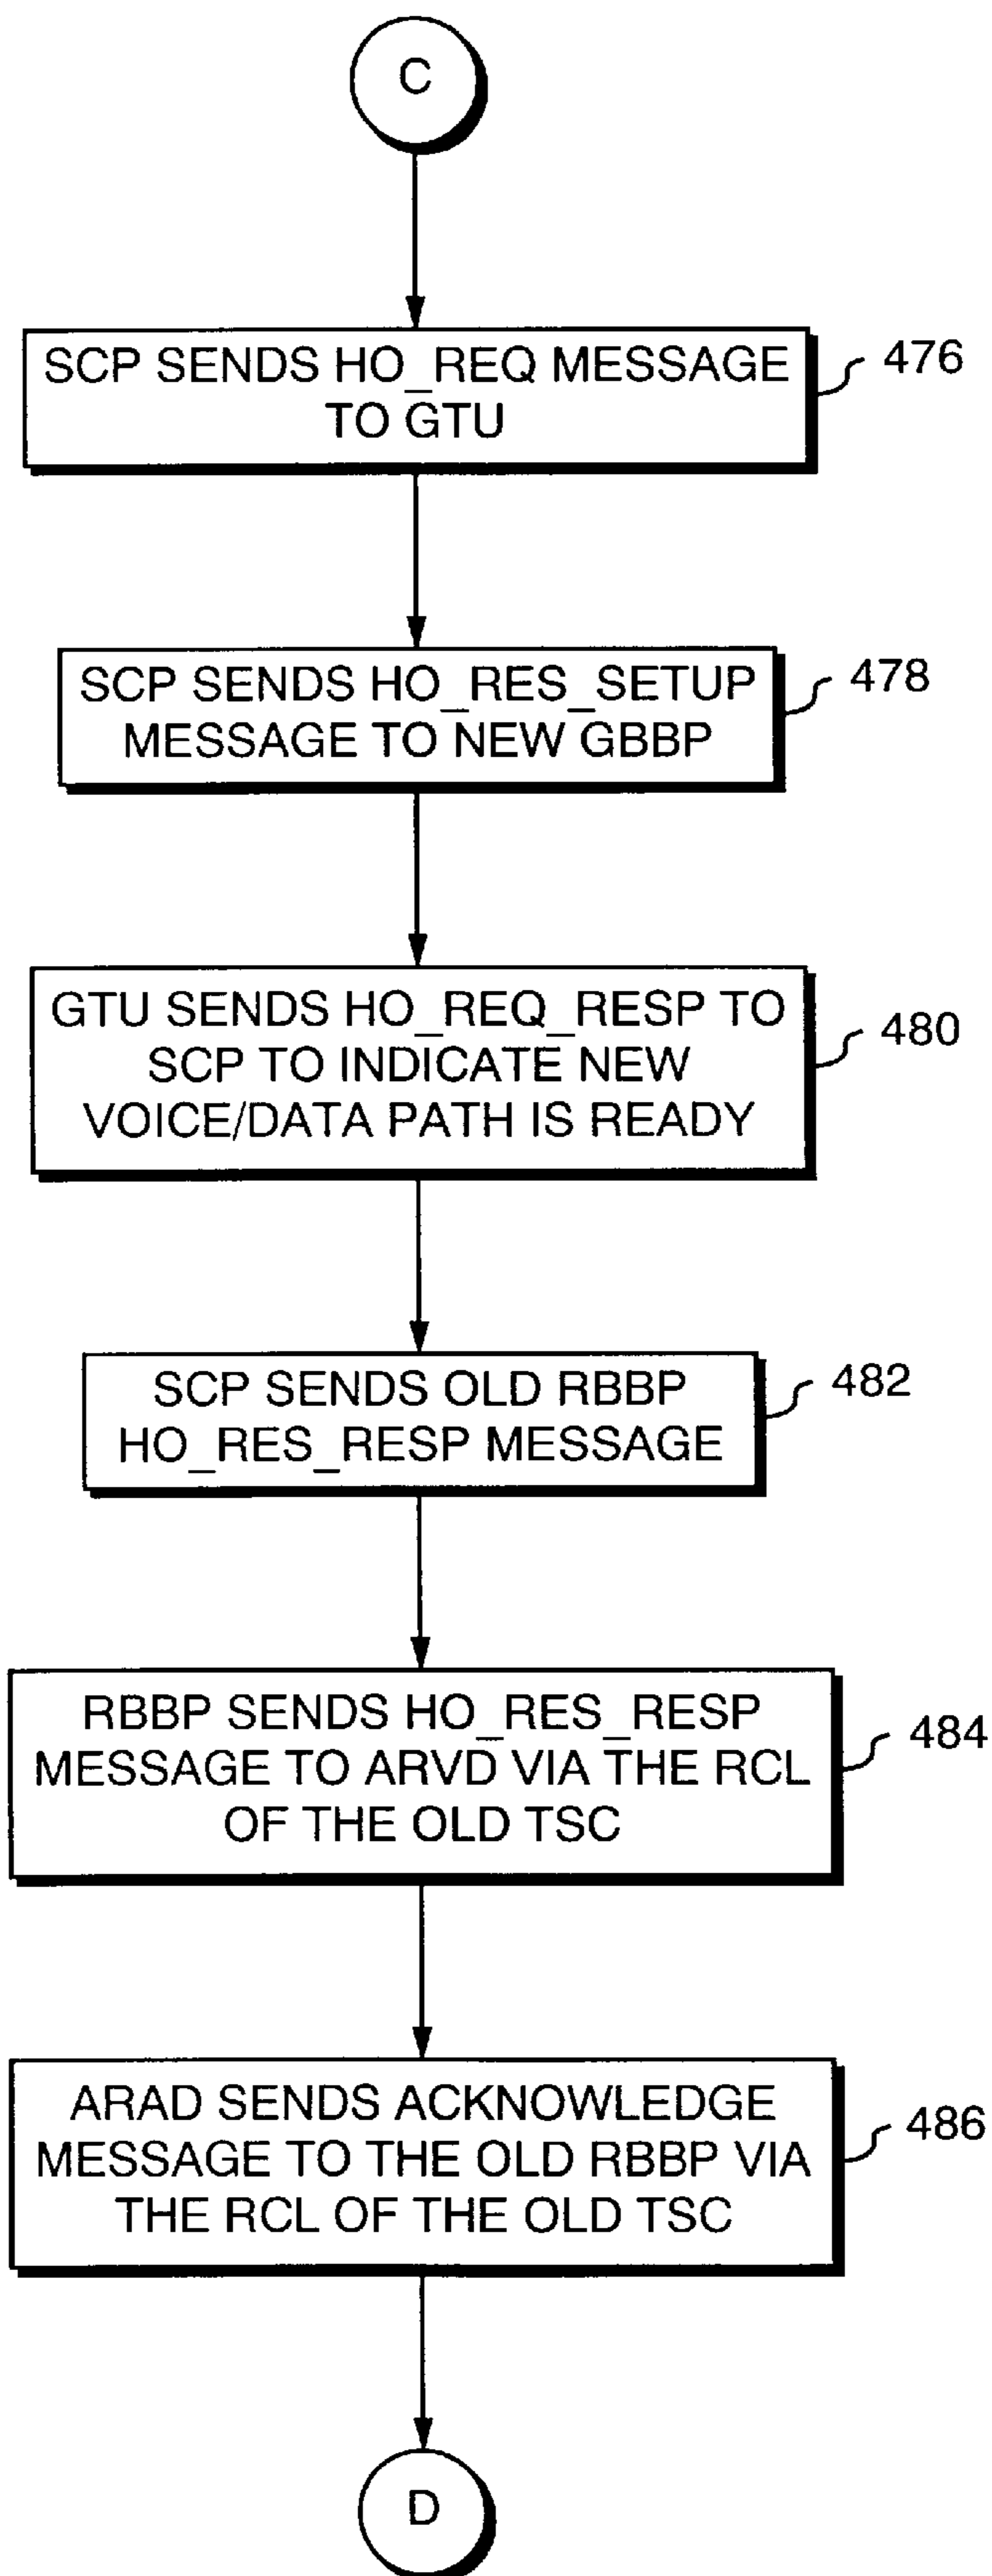 C
SCP SENDS HO_REQ MESSAGE
TO GTU
476
SCP SENDS HO_RES_SETUP
MESSAGE TO NEW GBBP
478
GTU SENDS HO_REQ_RESP TO
SCP TO INDICATE NEW
VOICE/DATA PATH IS READY
480
SCP SENDS OLD RBBP
HO_RES_RESP MESSAGE
482
RBBP SENDS HO_RES_RESP
MESSAGE TO ARVD VIA THE RCL
OF THE OLD TSC
484
ARAD SENDS ACKNOWLEDGE
MESSAGE TO THE OLD RBBP VIA
THE RCL OF THE OLD TSC
486
D